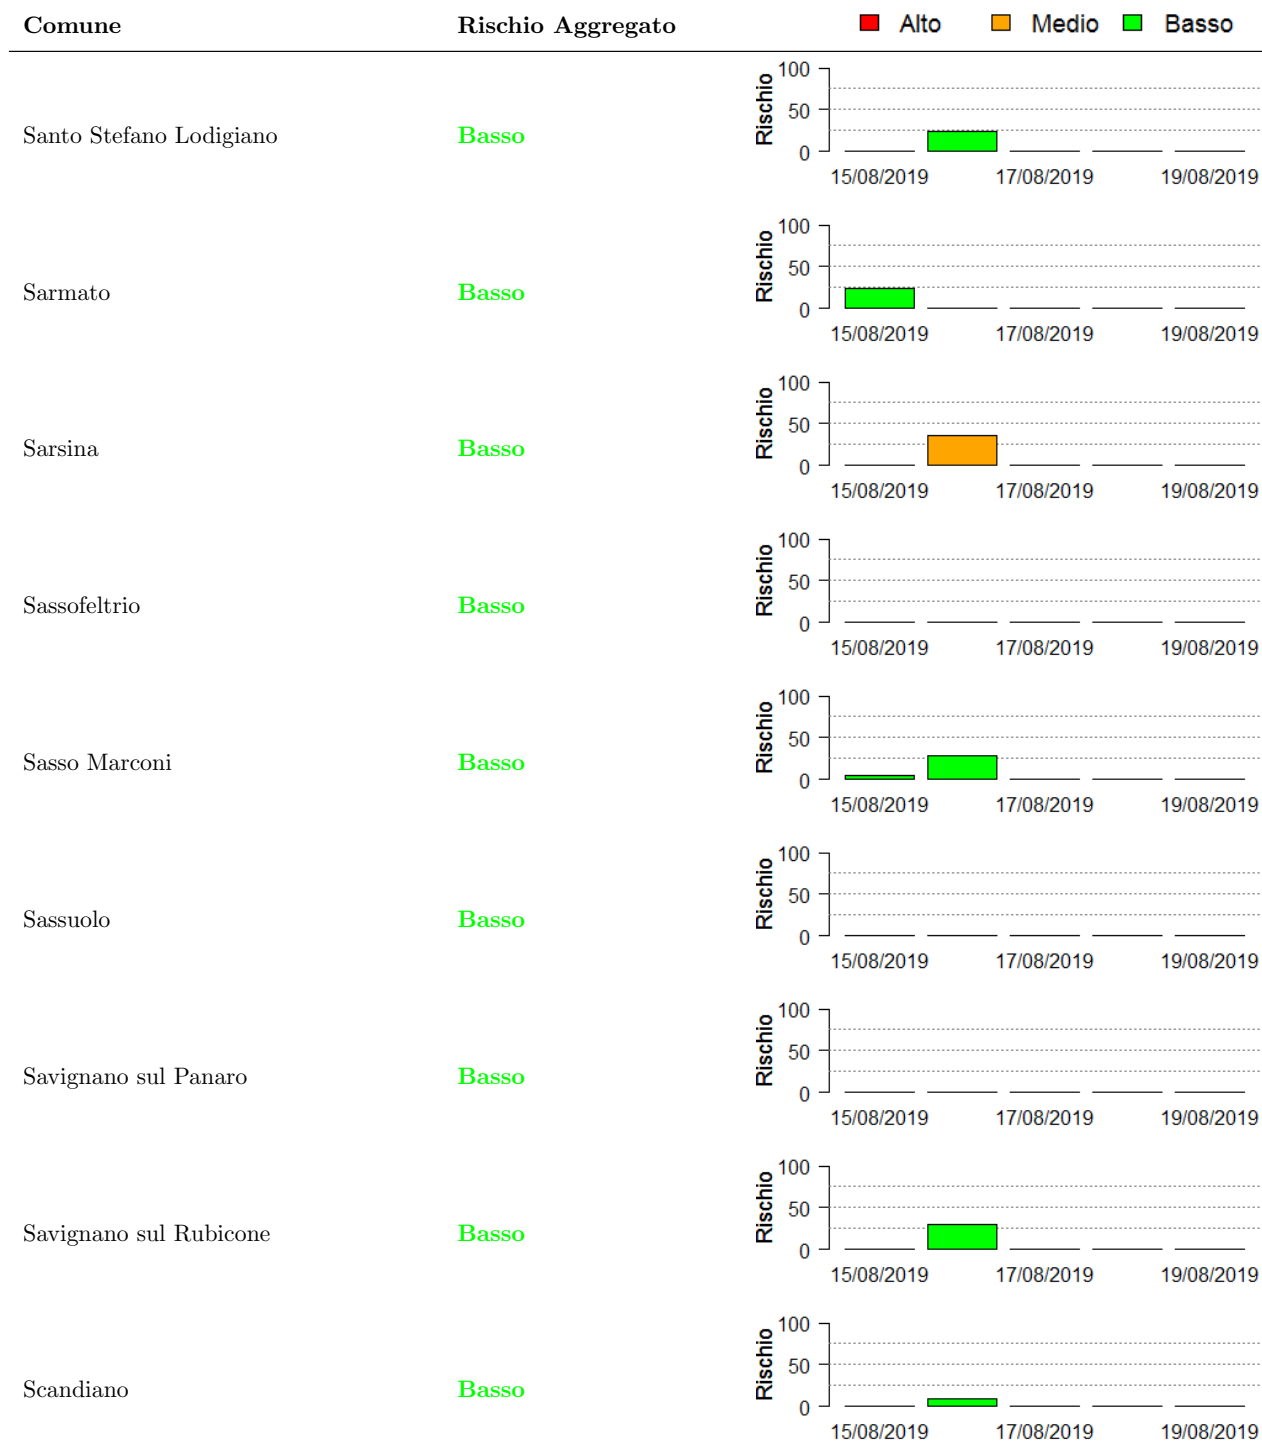 Comune Rischio Aggregato Alto Medio Basso
Santo Stefano Lodigiano Basso Rischio 100 50 0
15/08/2019 17/08/2019 19/08/2019
Sarmato Basso Rischio 100 50 0
15/08/2019 17/08/2019 19/08/2019
Sarsina Basso Rischio 100 50 0
15/08/2019 17/08/2019 19/08/2019
Sassofeltrio Basso Rischio 100 50 0
15/08/2019 17/08/2019 19/08/2019
Sasso Marconi Basso Rischio 100 50 0
15/08/2019 17/08/2019 19/08/2019
Sassuolo Basso Rischio 100 50 0
15/08/2019 17/08/2019 19/08/2019
Savignano sul Panaro Basso Rischio 100 50 0
15/08/2019 17/08/2019 19/08/2019
Savignano sul Rubicone Basso Rischio 100 50 0
15/08/2019 17/08/2019 19/08/2019
Scandiano Basso Rischio 100 50 0
15/08/2019 17/08/2019 19/08/2019